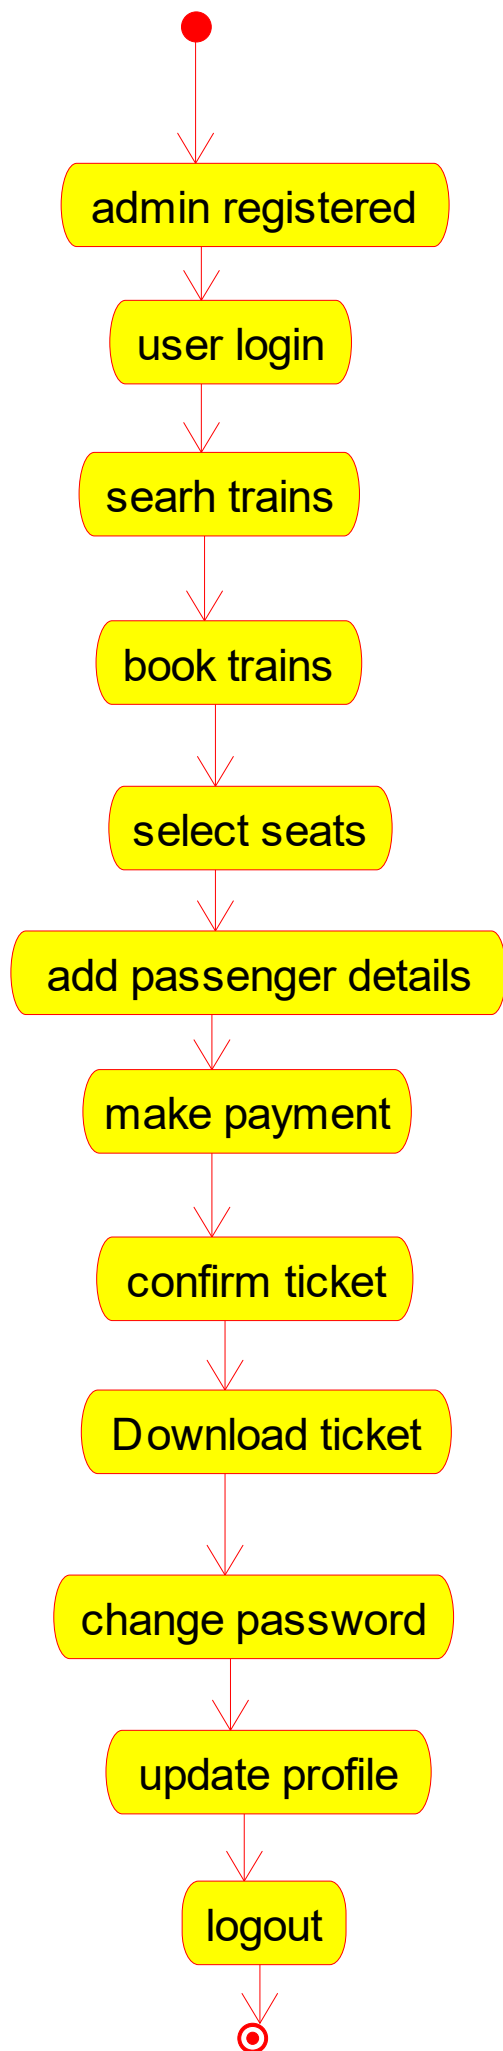 admin registered
user login
searh trains
book trains
select seats
add passenger details
make payment
confirm ticket
Download ticket
change password
update profile
logout